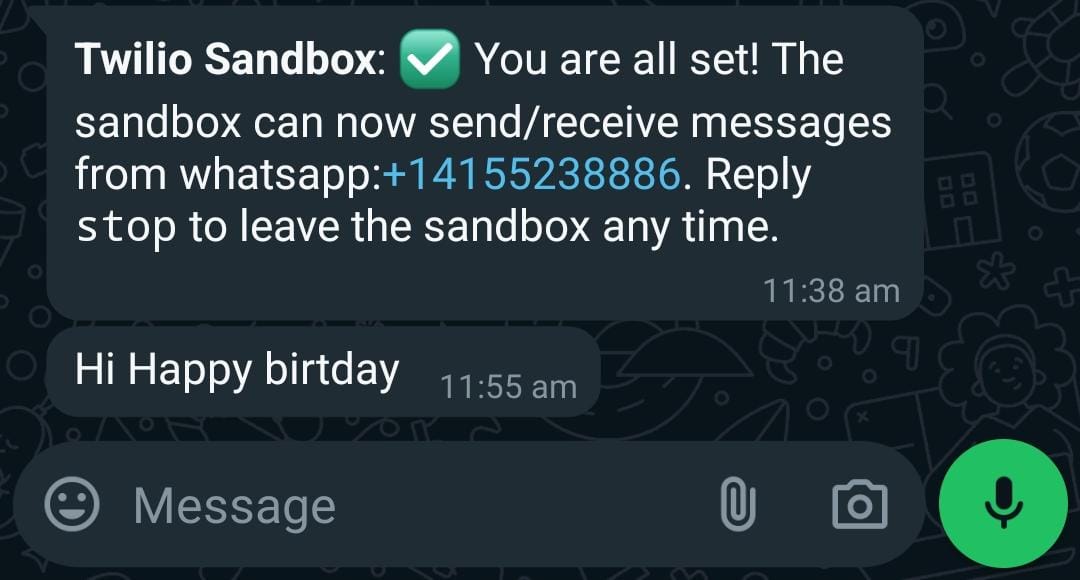 Twilio Sandbox: ✅ You are all set! The
sandbox can now send/receive messages
from whatsapp:+14155238886. Reply
stop to leave the sandbox any time.
11:38 am
Hi Happy birtday 11:55 am
Message